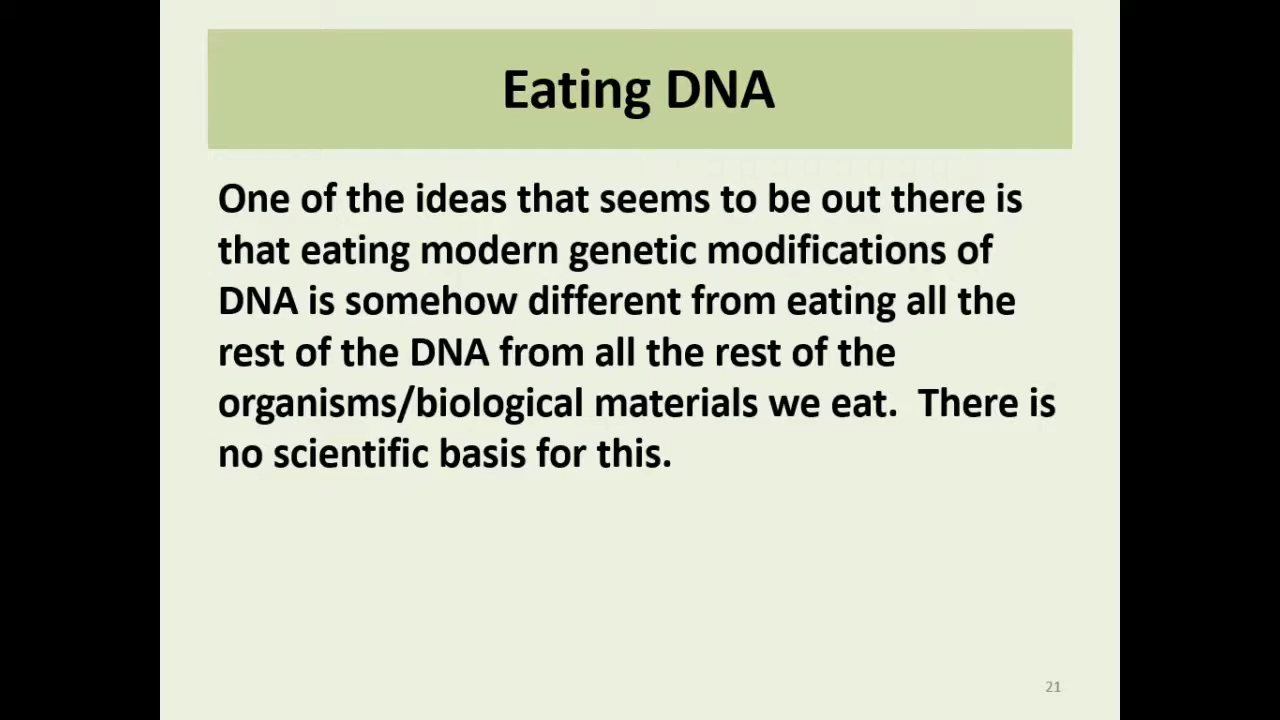 Eating DNA
One of the ideas that seems to be out there is
that eating modern genetic modifications of
DNA is somehow different from eating all the
rest of the DNA from all the rest of the
organisms/biological materials we eat.  There is
no scientific basis for this.
21